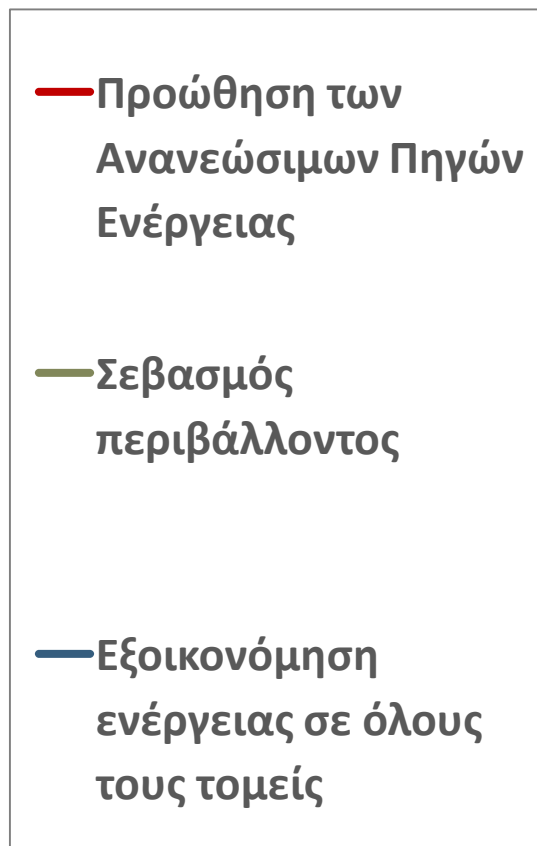 Προώθηση των
Ανανεώσιμων Πηγών
Ενέργειας
Σεβασμός
περιβάλλοντος
Εξοικονόμηση
ενέργειας σε όλους
τους τομείς